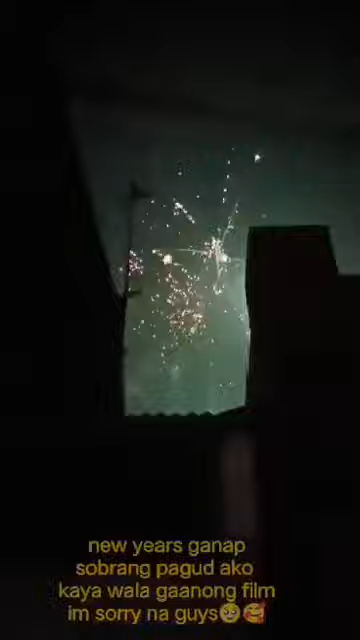 new years ganap
sobrang pagud ako
kaya wala gaanong film
im sorry na guys🥹🥰